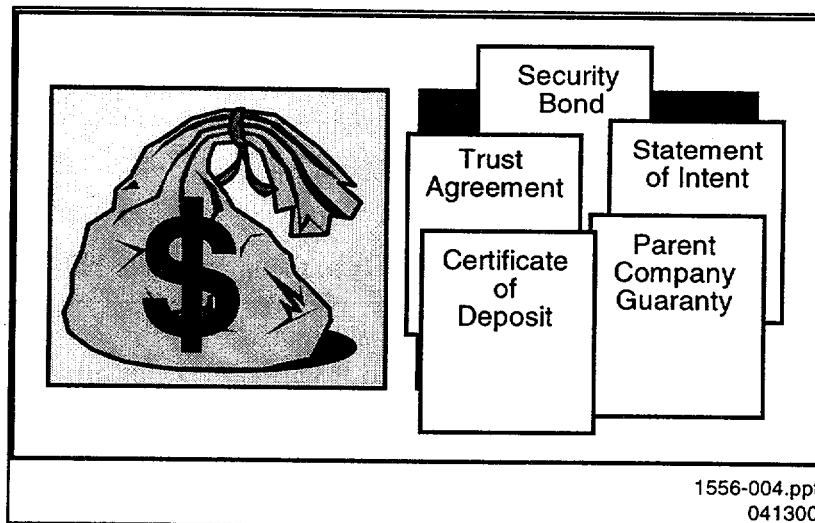 Security
Bond
Trust
Agreement
Statement
of Intent
Certificate
of
Deposit
Parent
Company
Guaranty
$
1556-004.ppt
041300